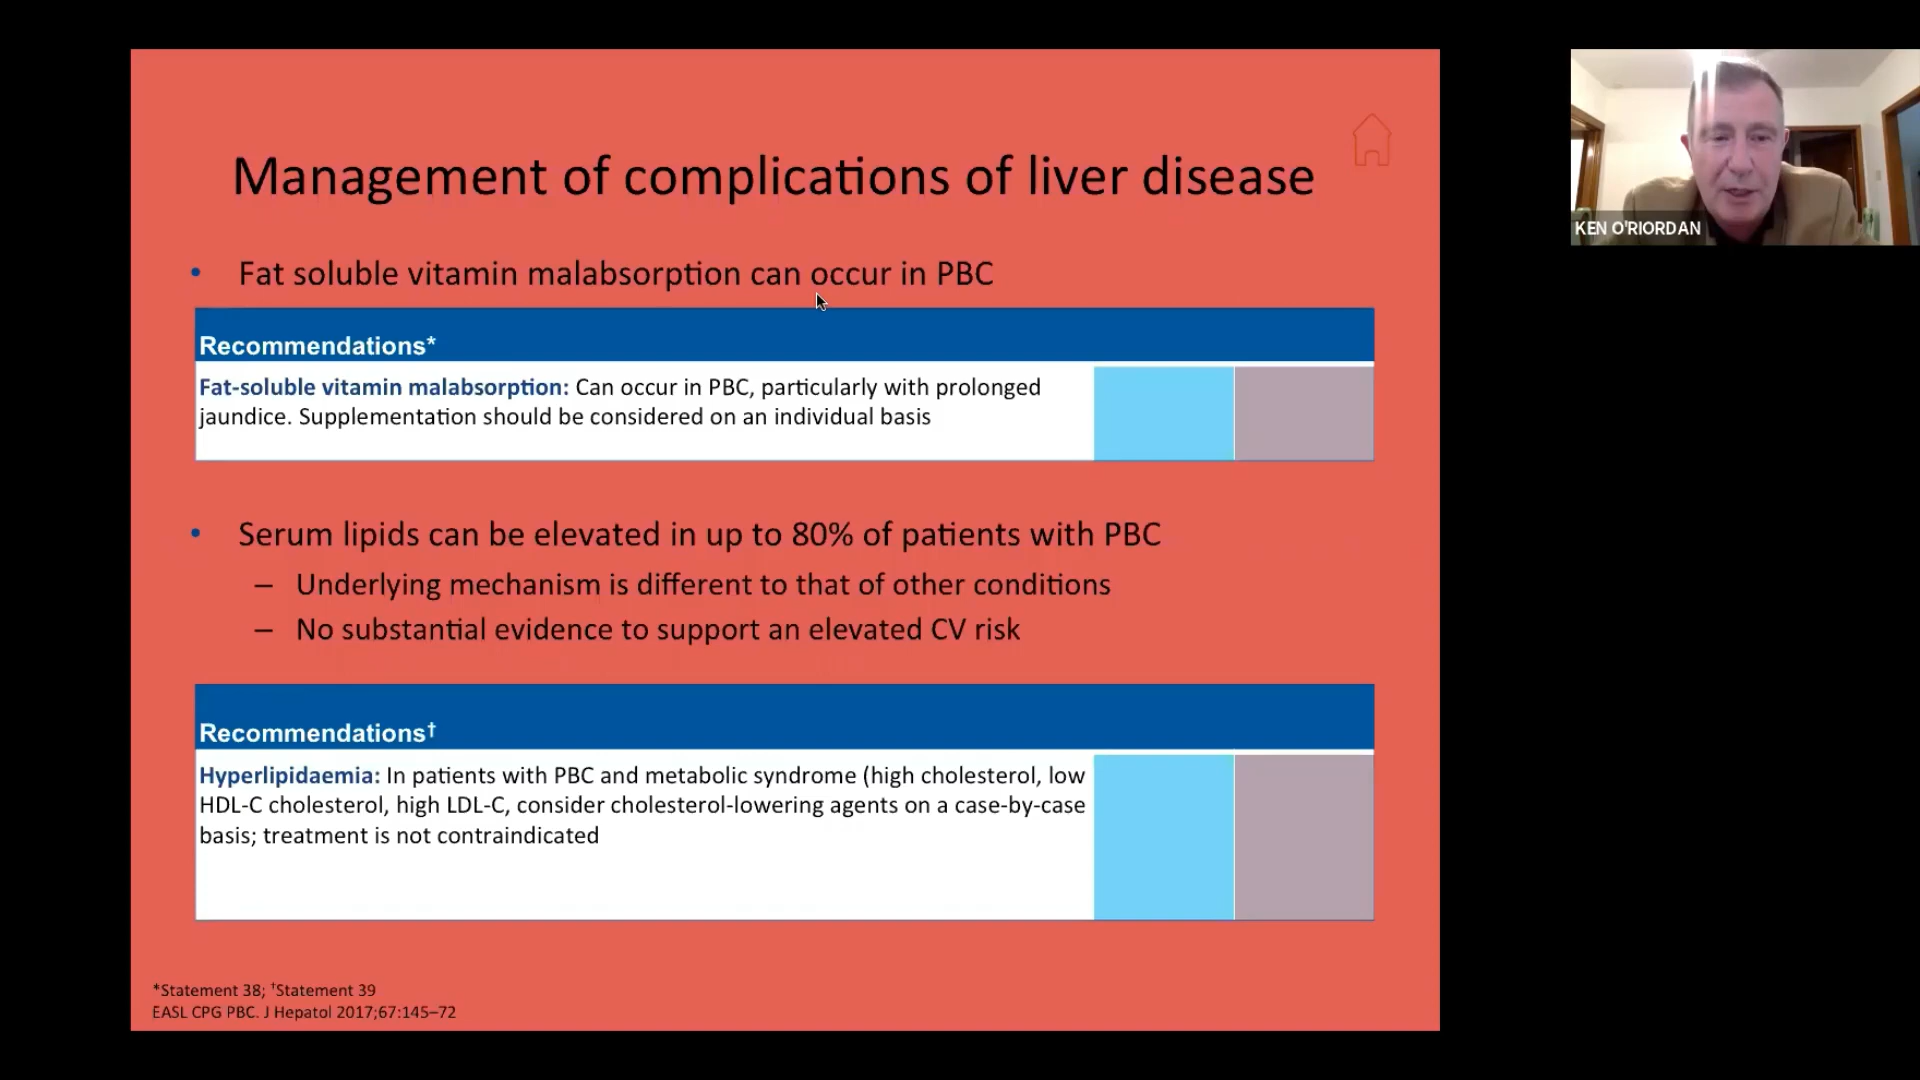 Management of complications of liver disease
• Fat soluble vitamin malabsorption can occur in PBC
Recommendations*
Fat-soluble vitamin malabsorption: Can occur in PBC, particularly with prolonged
jaundice. Supplementation should be considered on an individual basis
• Serum lipids can be elevated in up to 80% of patients with PBC
– Underlying mechanism is different to that of other conditions
– No substantial evidence to support an elevated CV risk
Recommendations†
Hyperlipidaemia: In patients with PBC and metabolic syndrome (high cholesterol, low
HDL-C cholesterol, high LDL-C, consider cholesterol-lowering agents on a case-by-case
basis; treatment is not contraindicated
*Statement 38; †Statement 39
EASL CPG PBC. J Hepatol 2017;67:145–72
KEN O'RIORDAN